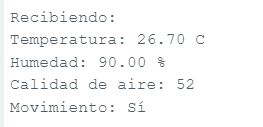 Recibiendo:
Temperatura: 26.70 C
Humedad: 90.00 %
Calidad de aire: 52
Movimiento: Sí